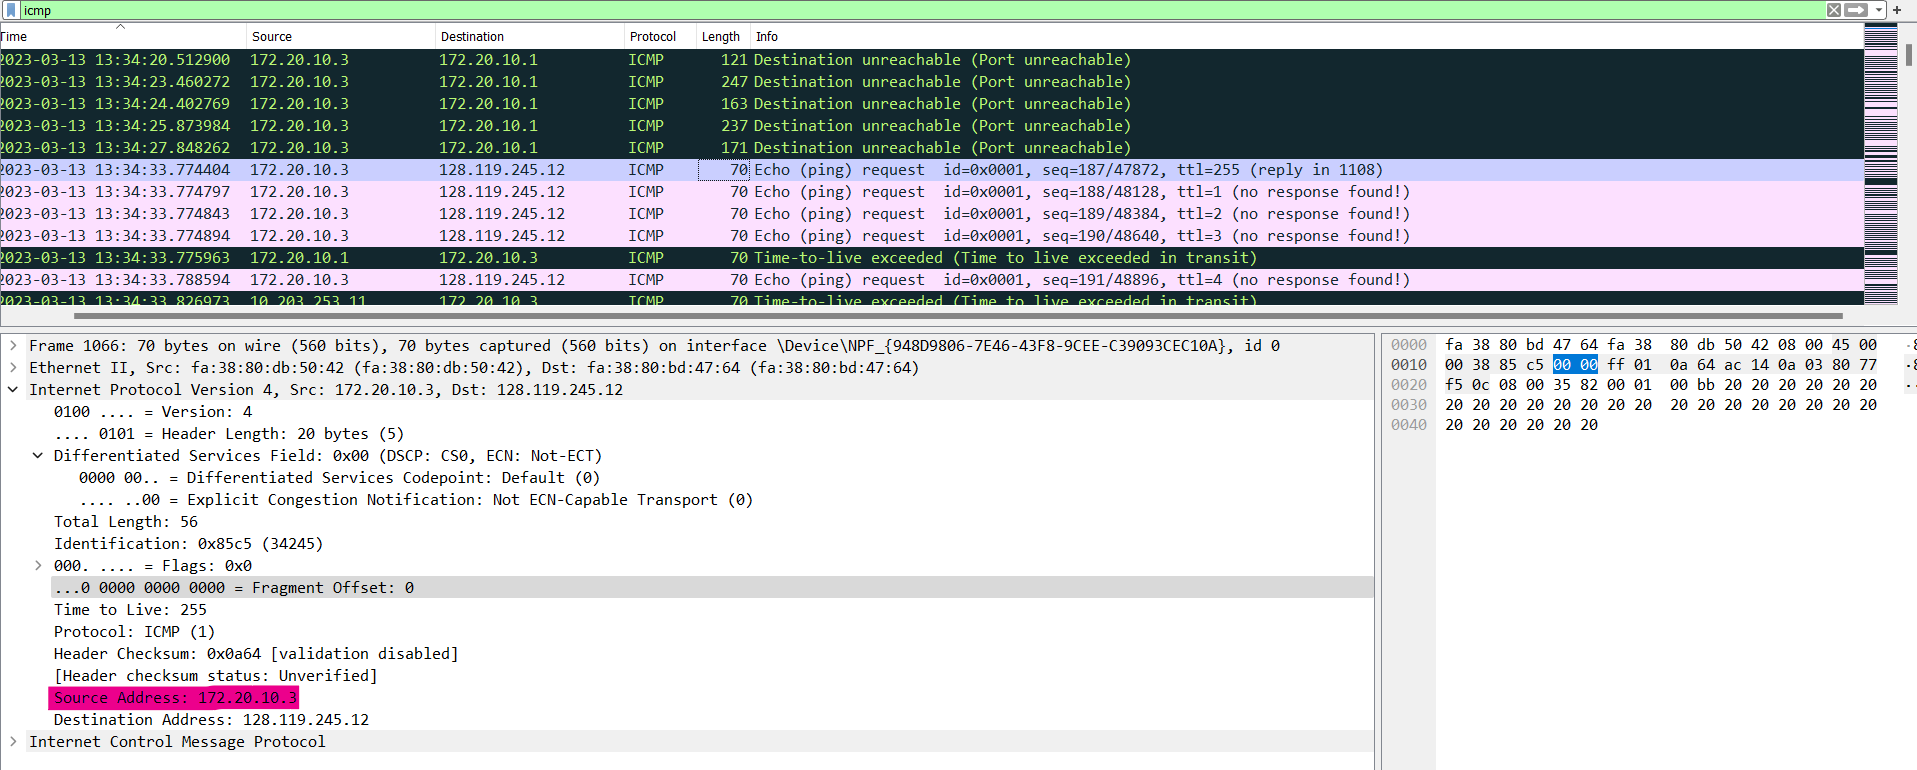 icmp
Time Source Destination Protocol Length Info
2023-03-13 13:34:20.512900 172.20.10.3 172.20.10.1 ICMP 121 Destination unreachable (Port unreachable)
2023-03-13 13:34:23.460272 172.20.10.3 172.20.10.1 ICMP 247 Destination unreachable (Port unreachable)
2023-03-13 13:34:24.402769 172.20.10.3 172.20.10.1 ICMP 163 Destination unreachable (Port unreachable)
2023-03-13 13:34:25.873984 172.20.10.3 172.20.10.1 ICMP 237 Destination unreachable (Port unreachable)
2023-03-13 13:34:27.848262 172.20.10.3 172.20.10.1 ICMP 171 Destination unreachable (Port unreachable)
2023-03-13 13:34:33.774404 172.20.10.3 128.119.245.12 ICMP 70 Echo (ping) request id=0x0001, seq=187/47872, ttl=255 (reply in 1108)
2023-03-13 13:34:33.774797 172.20.10.3 128.119.245.12 ICMP 70 Echo (ping) request id=0x0001, seq=188/48128, ttl=1 (no response found!)
2023-03-13 13:34:33.774843 172.20.10.3 128.119.245.12 ICMP 70 Echo (ping) request id=0x0001, seq=189/48384, ttl=2 (no response found!)
2023-03-13 13:34:33.774894 172.20.10.3 128.119.245.12 ICMP 70 Echo (ping) request id=0x0001, seq=190/48640, ttl=3 (no response found!)
2023-03-13 13:34:33.775963 172.20.10.1 172.20.10.3 ICMP 70 Time-to-live exceeded (Time to live exceeded in transit)
2023-03-13 13:34:33.788594 172.20.10.3 128.119.245.12 ICMP 70 Echo (ping) request id=0x0001, seq=191/48896, ttl=4 (no response found!)
2023-03-13 13:34:33.826973 10.203.253.11 172.20.10.3 ICMP 70 Time-to-live exceeded (Time to live exceeded in transit)
Frame 1066: 70 bytes on wire (560 bits), 70 bytes captured (560 bits) on interface \Device\NPF_{948D9806-7E46-43F8-9CEE-C39093CEC10A}, id 0
Ethernet II, Src: fa:38:80:db:50:42 (fa:38:80:db:50:42), Dst: fa:38:80:bd:47:64 (fa:38:80:bd:47:64)
Internet Protocol Version 4, Src: 172.20.10.3, Dst: 128.119.245.12
0100 .... = Version: 4
.... 0101 = Header Length: 20 bytes (5)
Differentiated Services Field: 0x00 (DSCP: CS0, ECN: Not-ECT)
0000 00.. = Differentiated Services Codepoint: Default (0)
.... ..00 = Explicit Congestion Notification: Not ECN-Capable Transport (0)
Total Length: 56
Identification: 0x85c5 (34245)
000. .... = Flags: 0x0
...0 0000 0000 0000 = Fragment Offset: 0
Time to Live: 255
Protocol: ICMP (1)
Header Checksum: 0x0a64 [validation disabled]
[Header checksum status: Unverified]
Source Address: 172.20.10.3
Destination Address: 128.119.245.12
Internet Control Message Protocol
0000 fa 38 80 bd 47 64 fa 38 80 db 50 42 08 00 45 00 ·8
0010 00 38 85 c5 00 00 ff 01 0a 64 ac 14 0a 03 80 77 ·8
0020 f5 0c 08 00 35 82 00 01 00 bb 20 20 20 20 20 20 ··
0030 20 20 20 20 20 20 20 20 20 20 20 20 20 20 20 20
0040 20 20 20 20 20 20